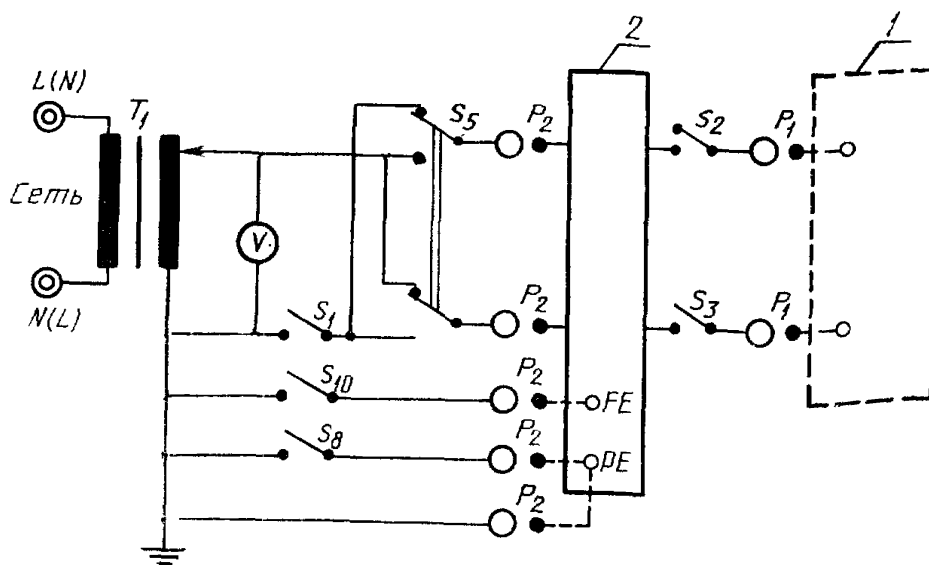 2
1
L(N)
T1
S5
P2
S2
P1
Сеть
V
N(L)
S1
P2
S3
P1
S10
P2
FE
S8
P2
PE
P2